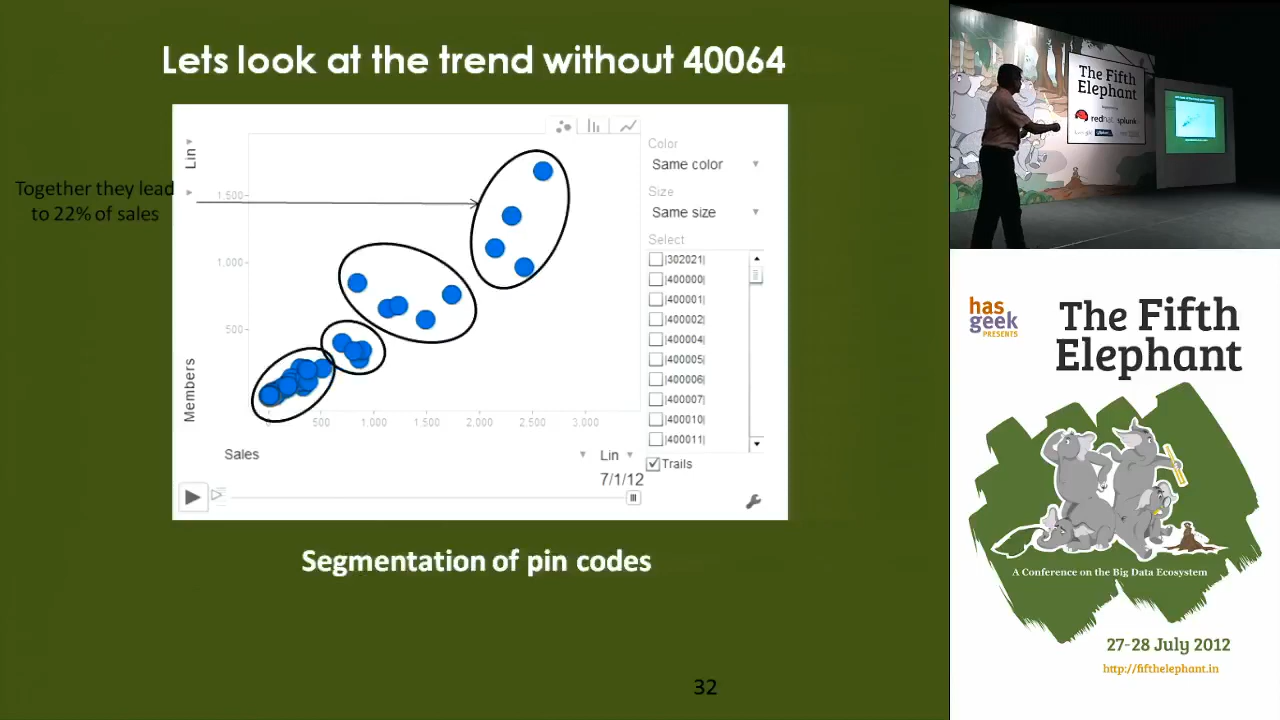 Lets look at the trend without 40064
Together they lead
to 22% of sales
Lin
1,500
1,000
500
Members
500
1,000
1,500
2,000
2,500
3,000
Sales
Lin
7/1/12
Color
Same color
Size
Same size
Select
|302021|
|400000|
|400001|
|400002|
|400004|
|400005|
|400006|
|400007|
|400010|
|400011|
Trails
Segmentation of pin codes
32
The Fifth
Elephant
redhat
splunk
has
geek
PRESENTS
The Fifth
Elephant
A Conference on the Big Data Ecosystem
27-28 July 2012
http://fifthelephant.in